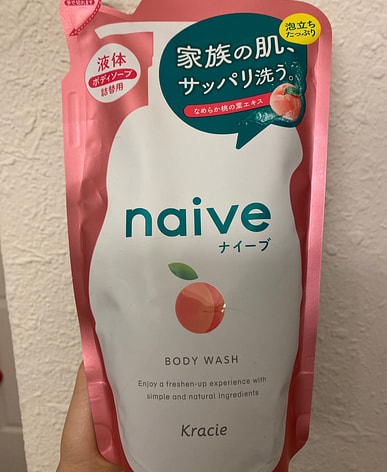 液体
ボディソープ
詰替用
家族の肌、
サッパリ洗う。
なめらか桃の葉エキス
泡立ち
たっぷり
naive
ナイーブ
BODY WASH
Enjoy a freshen-up experience with
simple and natural ingredients
Kracie